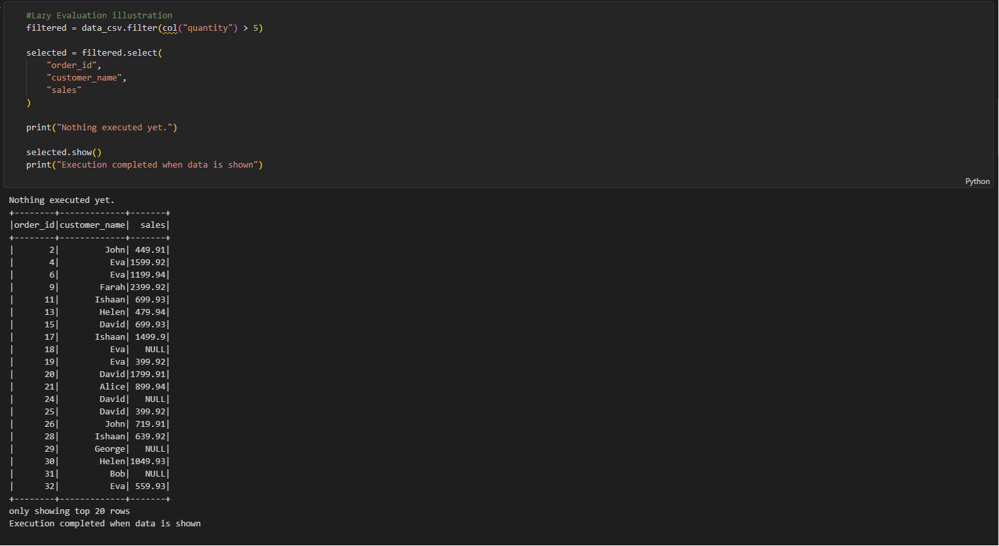 #Lazy Evaluation illustration
filtered = data_csv.filter(col("quantity") > 5)
selected = filtered.select(
    "order_id",
    "customer_name",
    "sales"
)
print("Nothing executed yet.")
selected.show()
print("Execution completed when data is shown")
Python
Nothing executed yet.
+--------+-------------+-------+
|order_id|customer_name|  sales|
+--------+-------------+-------+
|       2|         John| 449.91|
|       4|          Eva|1599.92|
|       6|          Eva|1199.94|
|       9|        Farah|2399.92|
|      11|       Ishaan| 699.93|
|      13|        Helen| 479.94|
|      15|        David| 699.93|
|      17|       Ishaan| 1499.9|
|      18|          Eva|   NULL|
|      19|          Eva| 399.92|
|      20|        David|1799.91|
|      21|        Alice| 899.94|
|      24|        David|   NULL|
|      25|        David| 399.92|
|      26|         John| 719.91|
|      28|       Ishaan| 639.92|
|      29|       George|   NULL|
|      30|        Helen|1049.93|
|      31|          Bob|   NULL|
|      32|          Eva| 559.93|
+--------+-------------+-------+
only showing top 20 rows
Execution completed when data is shown